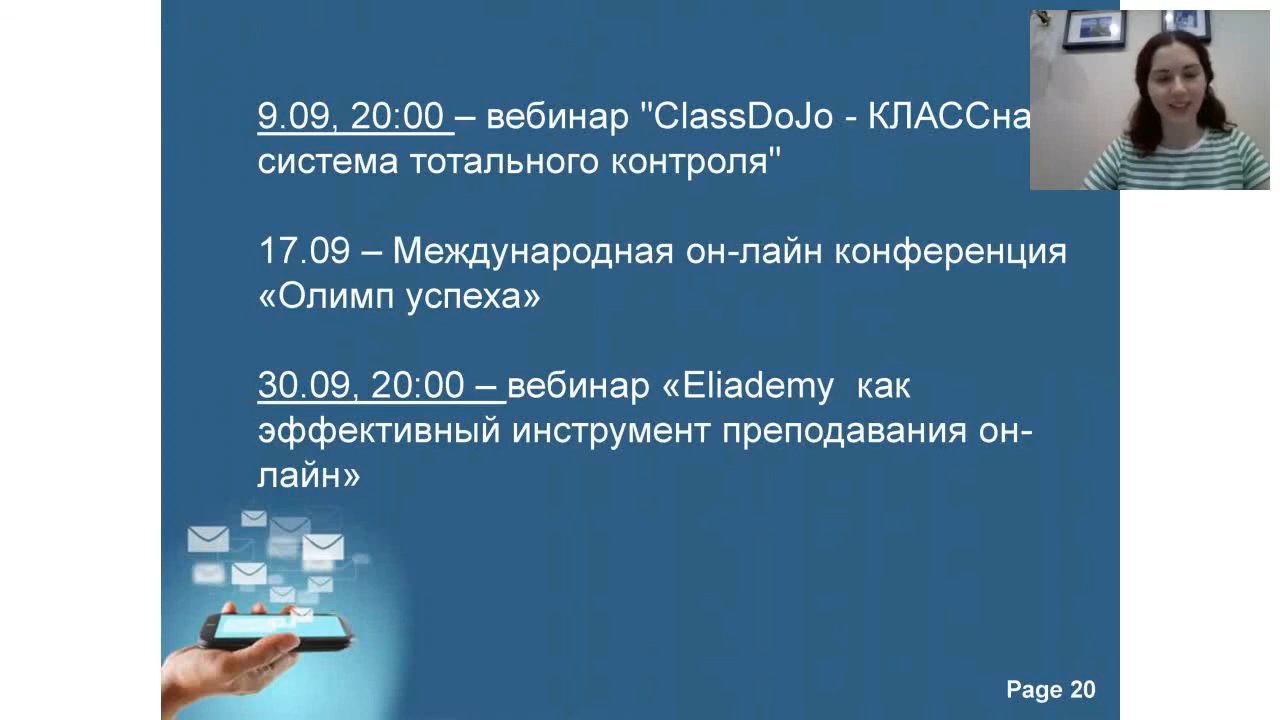 9.09, 20:00 – вебинар "ClassDoJo - КЛАССна
система тотального контроля"
17.09 – Международная он-лайн конференция
«Олимп успеха»
30.09, 20:00 – вебинар «Eliademy как
эффективный инструмент преподавания он-
лайн»
Page 20